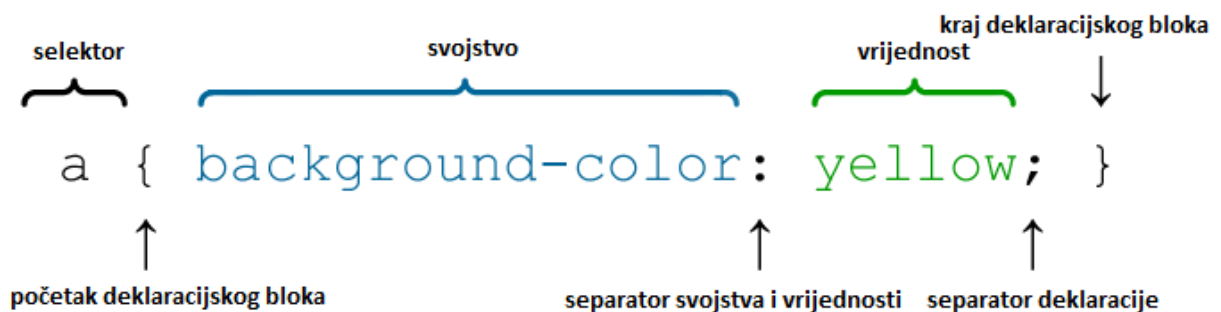 kraj deklaracijskog bloka
selektor svojstvo vrijednost
a { background-color: yellow; }
početak deklaracijskog bloka separator svojstva i vrijednosti separator deklaracije